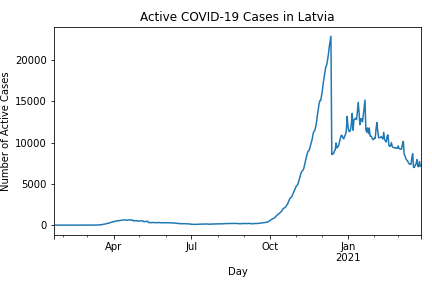 Active COVID-19 Cases in Latvia
Number of Active Cases
20000
15000
10000
5000
0
Apr
Jul
Oct
Jan
2021
Day